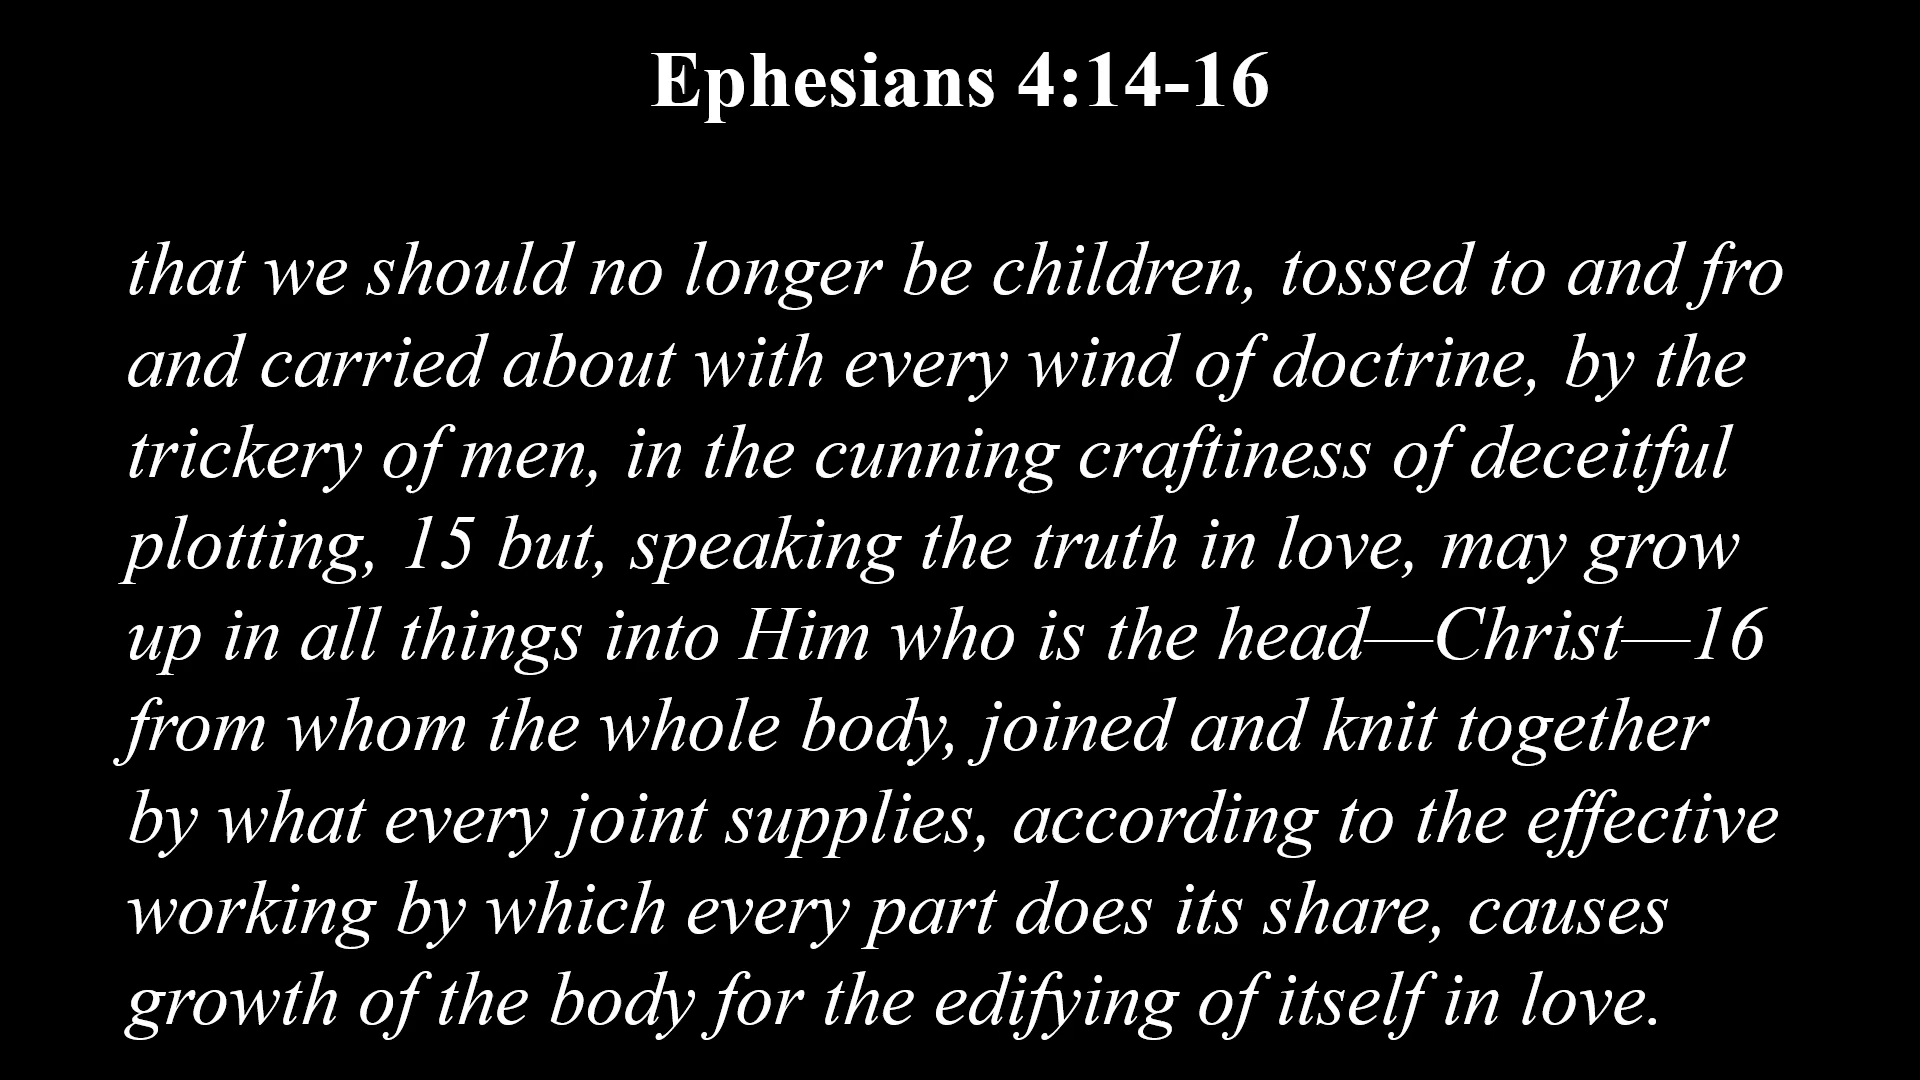 Ephesians 4:14-16
that we should no longer be children, tossed to and fro
and carried about with every wind of doctrine, by the
trickery of men, in the cunning craftiness of deceitful
plotting, 15 but, speaking the truth in love, may grow
up in all things into Him who is the head—Christ—16
from whom the whole body, joined and knit together
by what every joint supplies, according to the effective
working by which every part does its share, causes
growth of the body for the edifying of itself in love.